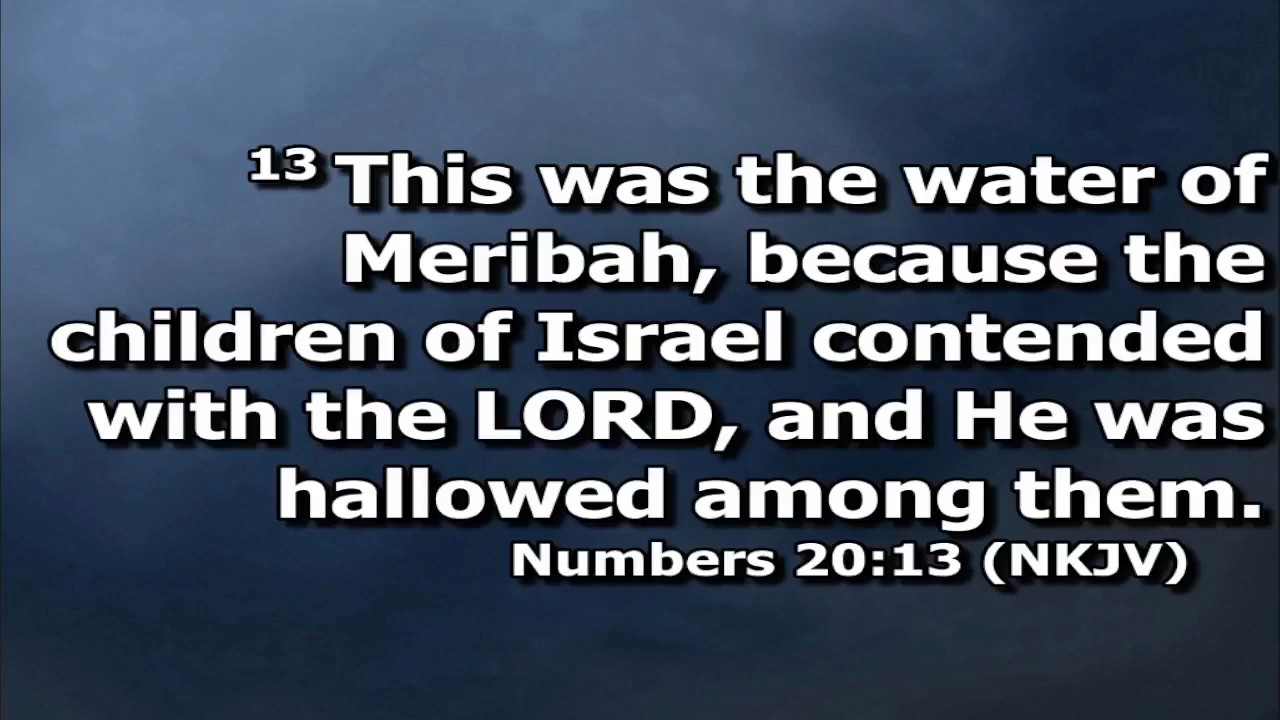 13 This was the water of
Meribah, because the
children of Israel contended
with the LORD, and He was
hallowed among them.
Numbers 20:13 (NKJV)